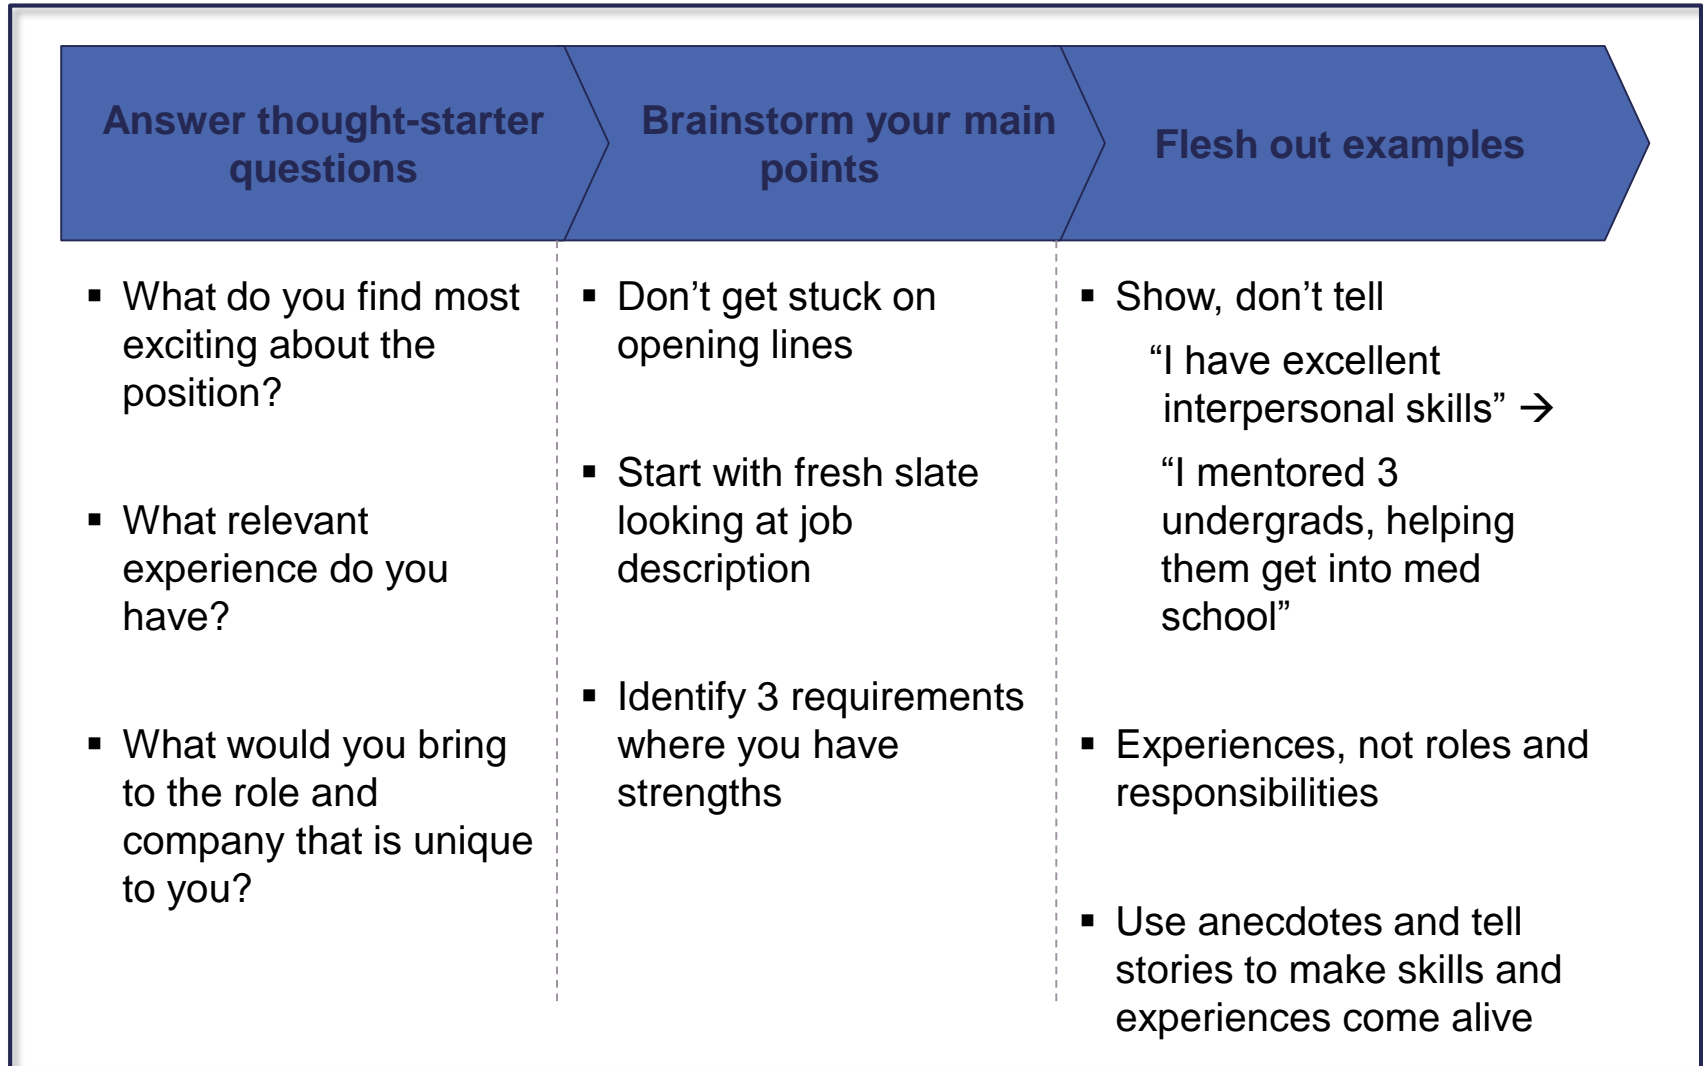 Answer thought-starter
questions
Brainstorm your main
points
Flesh out examples
▪ What do you find most
exciting about the
position?
▪ What relevant
experience do you
have?
▪ What would you bring
to the role and
company that is unique
to you?
▪ Don’t get stuck on
opening lines
▪ Start with fresh slate
looking at job
description
▪ Identify 3 requirements
where you have
strengths
▪ Show, don’t tell
“I have excellent
interpersonal skills” →
“I mentored 3
undergrads, helping
them get into med
school”
▪ Experiences, not roles and
responsibilities
▪ Use anecdotes and tell
stories to make skills and
experiences come alive